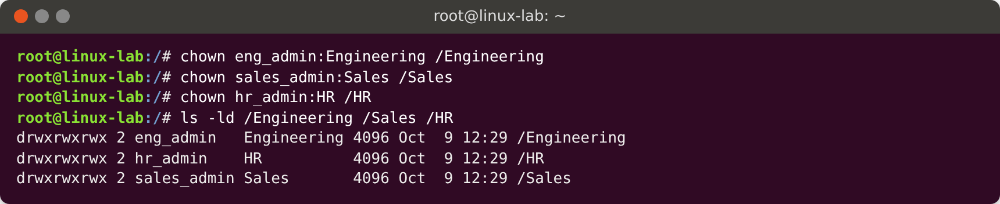 root@linux-lab: ~
root@linux-lab:/# chown eng_admin:Engineering /Engineering
root@linux-lab:/# chown sales_admin:Sales /Sales
root@linux-lab:/# chown hr_admin:HR /HR
root@linux-lab:/# ls -ld /Engineering /Sales /HR
drwxrwxrwx 2 eng_admin   Engineering 4096 Oct  9 12:29 /Engineering
drwxrwxrwx 2 hr_admin    HR          4096 Oct  9 12:29 /HR
drwxrwxrwx 2 sales_admin Sales       4096 Oct  9 12:29 /Sales